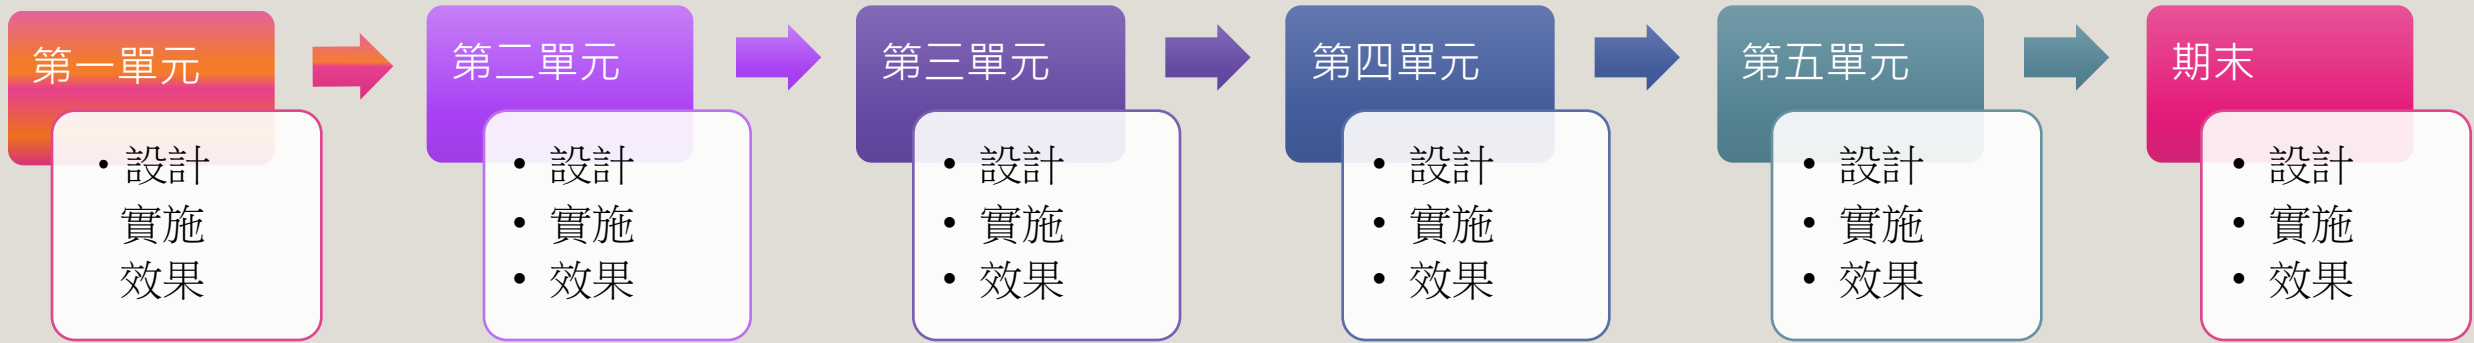 第一單元
• 設計
實施
效果
第二單元
• 設計
• 實施
• 效果
第三單元
• 設計
• 實施
• 效果
第四單元
• 設計
• 實施
• 效果
第五單元
• 設計
• 實施
• 效果
期末
• 設計
• 實施
• 效果